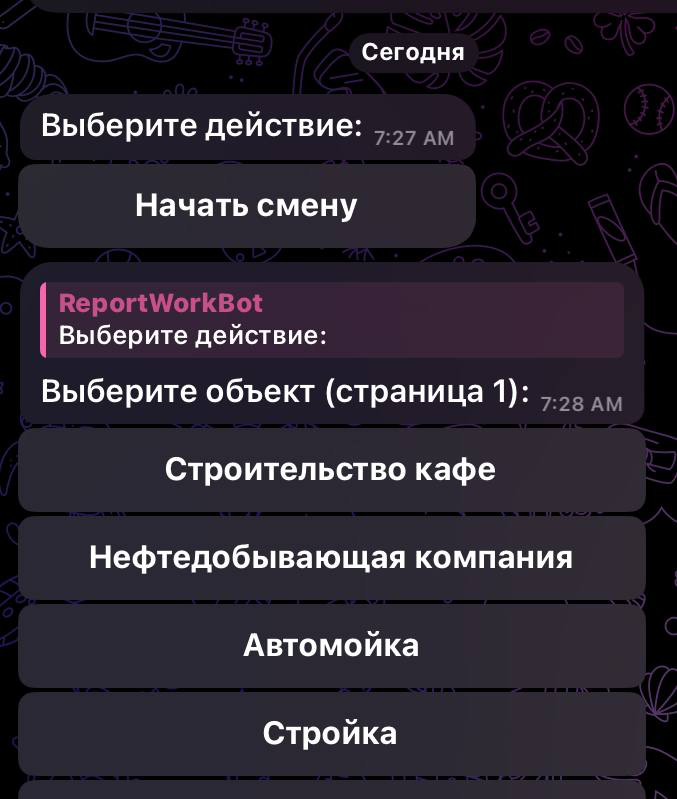 Сегодня
Выберите действие: 7:27 AM
Начать смену
ReportWorkBot
Выберите действие:
Выберите объект (страница 1): 7:28 AM
Строительство кафе
Нефтедобывающая компания
Автомойка
Стройка